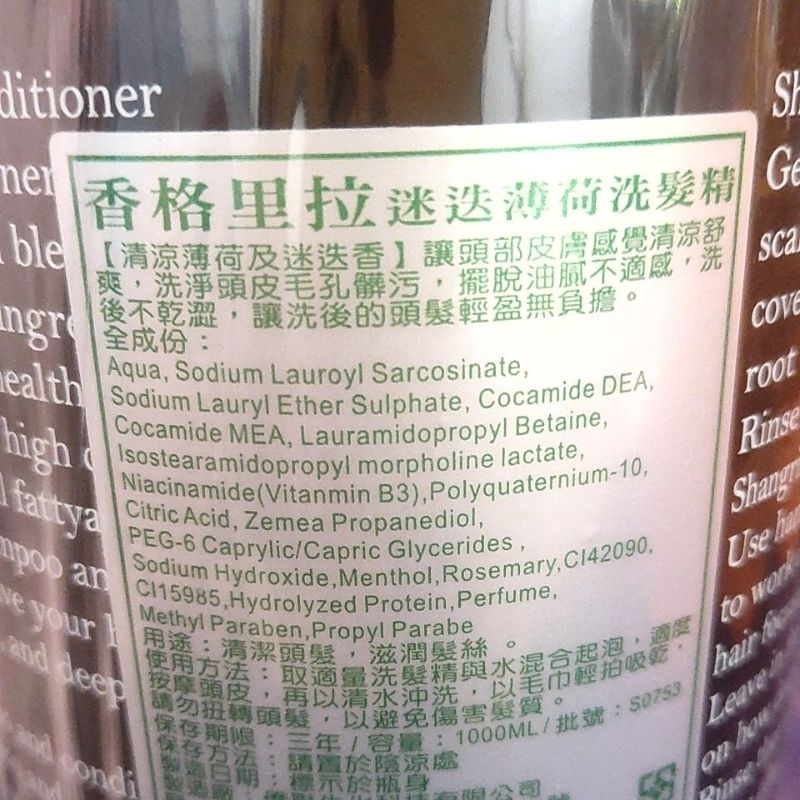 香格里拉迷迭薄荷洗髮精
【清涼薄荷及迷迭香】讓頭部皮膚感覺清涼舒
爽，洗淨頭皮毛孔髒污，擺脫油膩不適感，洗
後不乾澀，讓洗後的頭髮輕盈無負擔。
全成份：
Aqua, Sodium Lauroyl Sarcosinate,
Sodium Lauryl Ether Sulphate, Cocamide DEA,
Cocamide MEA, Lauramidopropyl Betaine,
Isostearamidopropyl morpholine lactate,
Niacinamide(Vitanmin B3),Polyquaternium-10,
Citric Acid, Zemea Propanediol,
PEG-6 Caprylic/Capric Glycerides ,
Sodium Hydroxide,Menthol,Rosemary,CI42090,
CI15985,Hydrolyzed Protein,Perfume,
Methyl Paraben,Propyl Parabe
用途：清潔頭髮，滋潤髮絲。
使用方法：取適量洗髮精與水混合起泡，適度
按摩頭皮，再以清水沖洗，以毛巾輕拍吸乾，
請勿扭轉頭髮，以避免傷害髮質。
保存期限：三年/容量：1000ML/批號：S0753
保存方法：請置於陰涼處
製造日期：標示於瓶身
ditioner
health
high
fattya
and deep
and condi
root
Rinse
Use
to
hair
Leave
on
Rinse